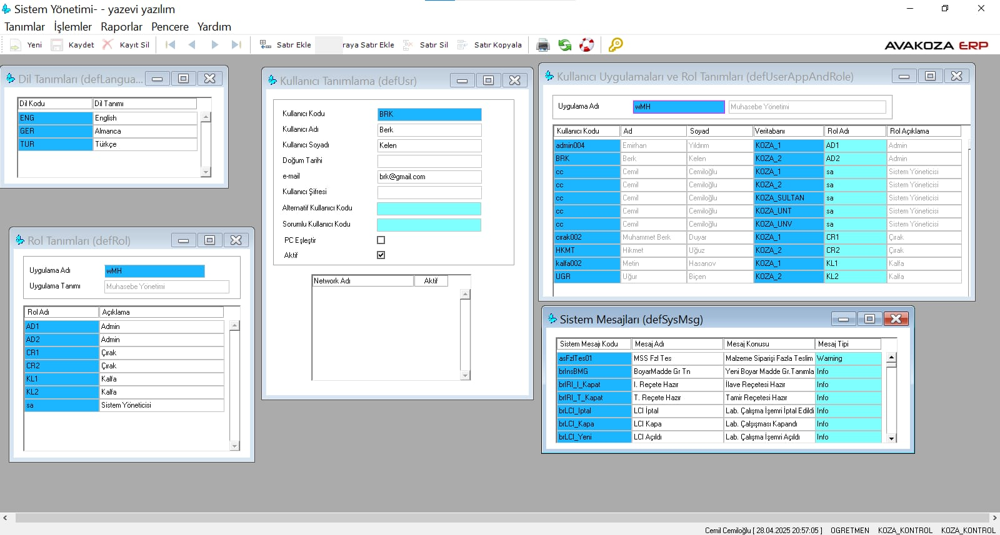 Sistem Yönetimi- - yazevi yazılım
Tanımlar İşlemler Raporlar Pencere Yardım
Yeni Kaydet Kayıt Sil Satır Ekle raya Satır Ekle Satır Sil Satır Kopyala AVAKOZA ERP
Dil Tanımları (defLangua...
Dil Kodu Dil Tanımı
ENG English
GER Almanca
TUR Türkçe
Rol Tanımları (defRol)
Uygulama Adı wMH
Uygulama Tanımı Muhasebe Yönetimi
Rol Adı Açıklama
AD1 Admin
AD2 Admin
CR1 Çırak
CR2 Çırak
KL1 Kalfa
KL2 Kalfa
sa Sistem Yöneticisi
Kullanıcı Tanımlama (defUsr)
Kullanıcı Kodu BRK
Kullanıcı Adı Berk
Kullanıcı Soyadı Kelen
Doğum Tarihi
e-mail brk@gmail.com
Kullanıcı Şifresi
Alternatif Kullanıcı Kodu
Sorumlu Kullanıcı Kodu
PC Eşleştir
Aktif
Network Adı Aktif
Kullanıcı Uygulamaları ve Rol Tanımları (defUserAppAndRole)
Uygulama Adı wMH Muhasebe Yönetimi
Kullanıcı Kodu Ad Soyad Veritabanı Rol Adı Rol Açıklama
admin004 Emirhan Yıldırım KOZA_1 AD1 Admin
BRK Berk Kelen KOZA_2 AD2 Admin
cc Cemil Cemiloğlu KOZA_1 sa Sistem Yöneticisi
cc Cemil Cemiloğlu KOZA_2 sa Sistem Yöneticisi
cc Cemil Cemiloğlu KOZA_SULTAN sa Sistem Yöneticisi
cc Cemil Cemiloğlu KOZA_UNT sa Sistem Yöneticisi
cc Cemil Cemiloğlu KOZA_UNV sa Sistem Yöneticisi
cırak002 Muhammet Berk Duyar KOZA_1 CR1 Çırak
HKMT Hikmet Uğuz KOZA_2 CR2 Çırak
kalfa002 Metin Hasanov KOZA_1 KL1 Kalfa
UGR Uğur Biçen KOZA_2 KL2 Kalfa
Sistem Mesajları (defSysMsg)
Sistem Mesajı Kodu Mesaj Adı Mesaj Konusu Mesaj Tipi
asFzlTes01 MSS Fzl Tes Malzeme Siparişi Fazla Teslim Warning
brInsBMG BoyarMadde Gr Tn Yeni Boyar Madde Gr.Tanımla Info
brIRI_I_Kapat I. Reçete Hazır İlave Reçetesi Hazır Info
brIRI_T_Kapat T. Reçete Hazır Tamir Reçetesi Hazır Info
brLCI_Iptal LCI İptal Lab. Çalışma İşemri İptal Edildi Info
brLCI_Kapa LCI Kapa Lab. Çalşışması Kapandı Info
brLCI_Yeni LCI Açıldı Lab. Çalışma İşemri Açıldı Info
Cemil Cemiloğlu [ 28.04.2025 20:57:05 ] OGRETMEN KOZA_KONTROL KOZA_KONTROL